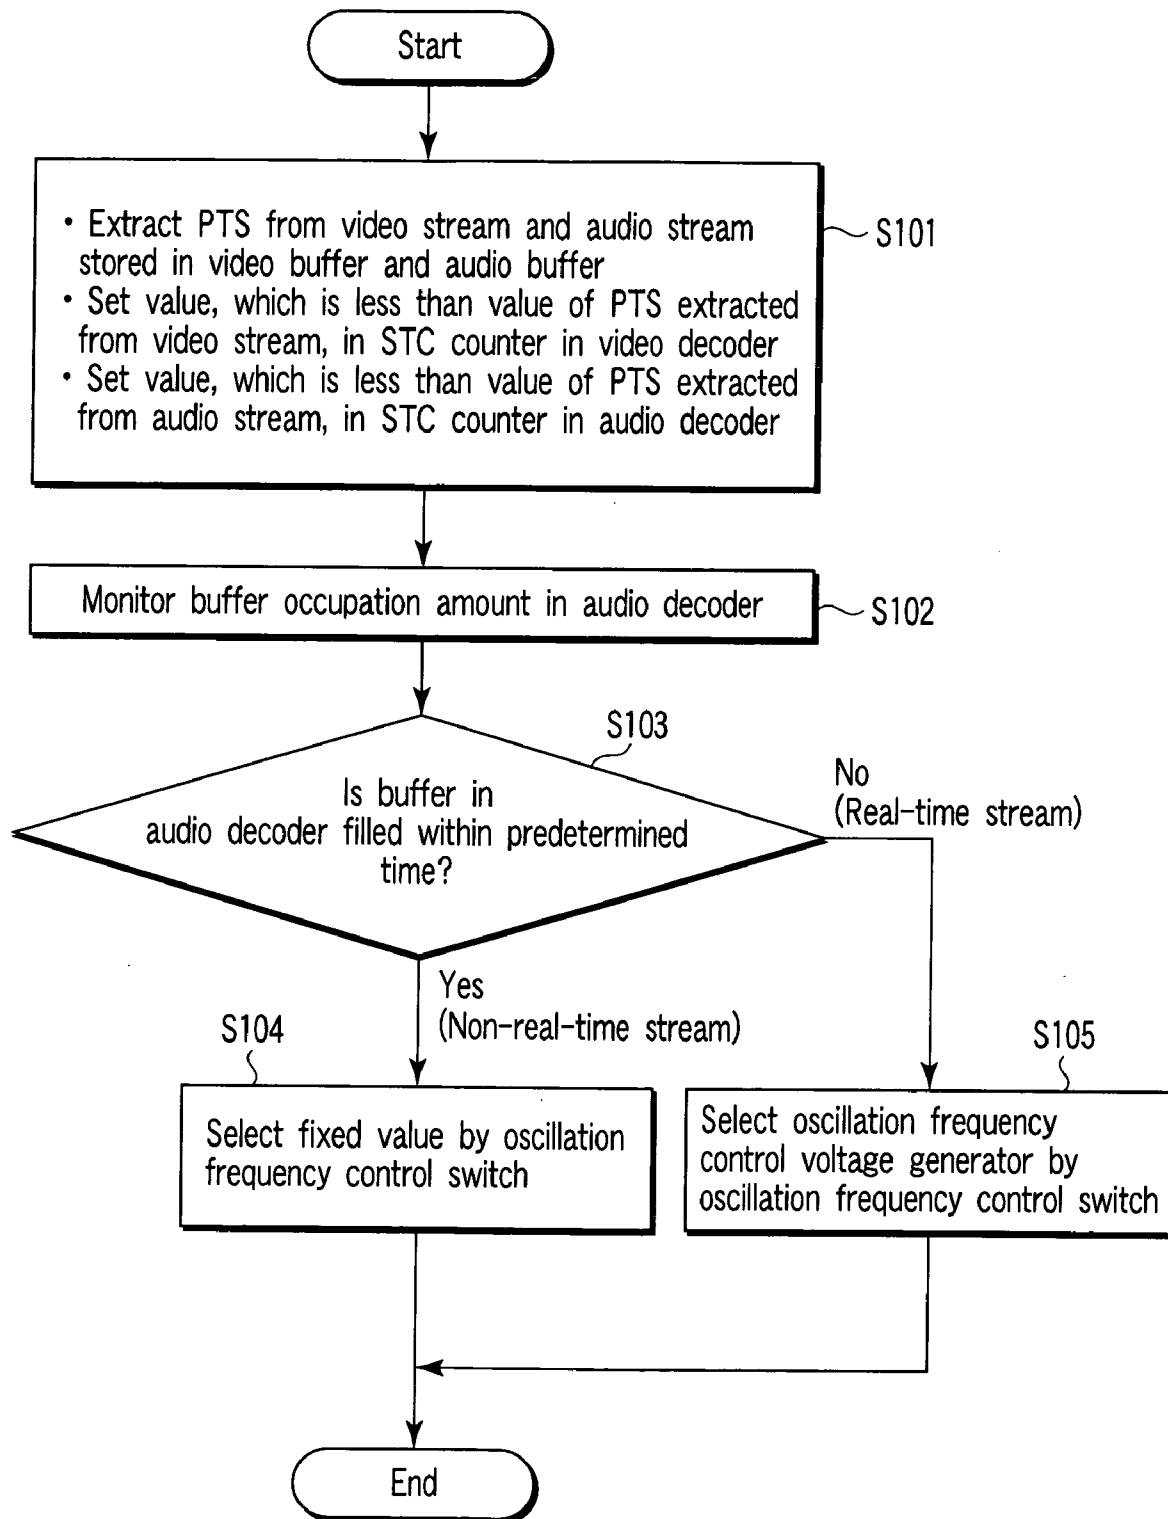 Start
· Extract PTS from video stream and audio stream
stored in video buffer and audio buffer
· Set value, which is less than value of PTS extracted
from video stream, in STC counter in video decoder
· Set value, which is less than value of PTS extracted
from audio stream, in STC counter in audio decoder
S101
Monitor buffer occupation amount in audio decoder
S102
S103
Is buffer in
audio decoder filled within predetermined
time?
No
(Real-time stream)
Yes
(Non-real-time stream)
S104
Select fixed value by oscillation
frequency control switch
S105
Select oscillation frequency
control voltage generator by
oscillation frequency control switch
End